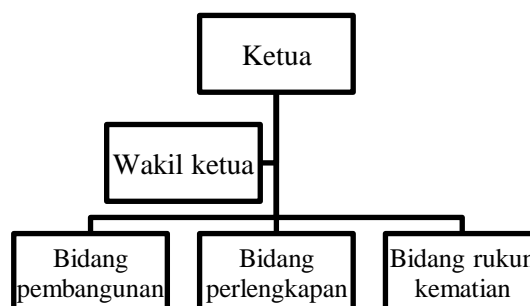 Ketua
Wakil ketua
Bidang
pembangunan
Bidang
perlengkapan
Bidang rukun
kematian